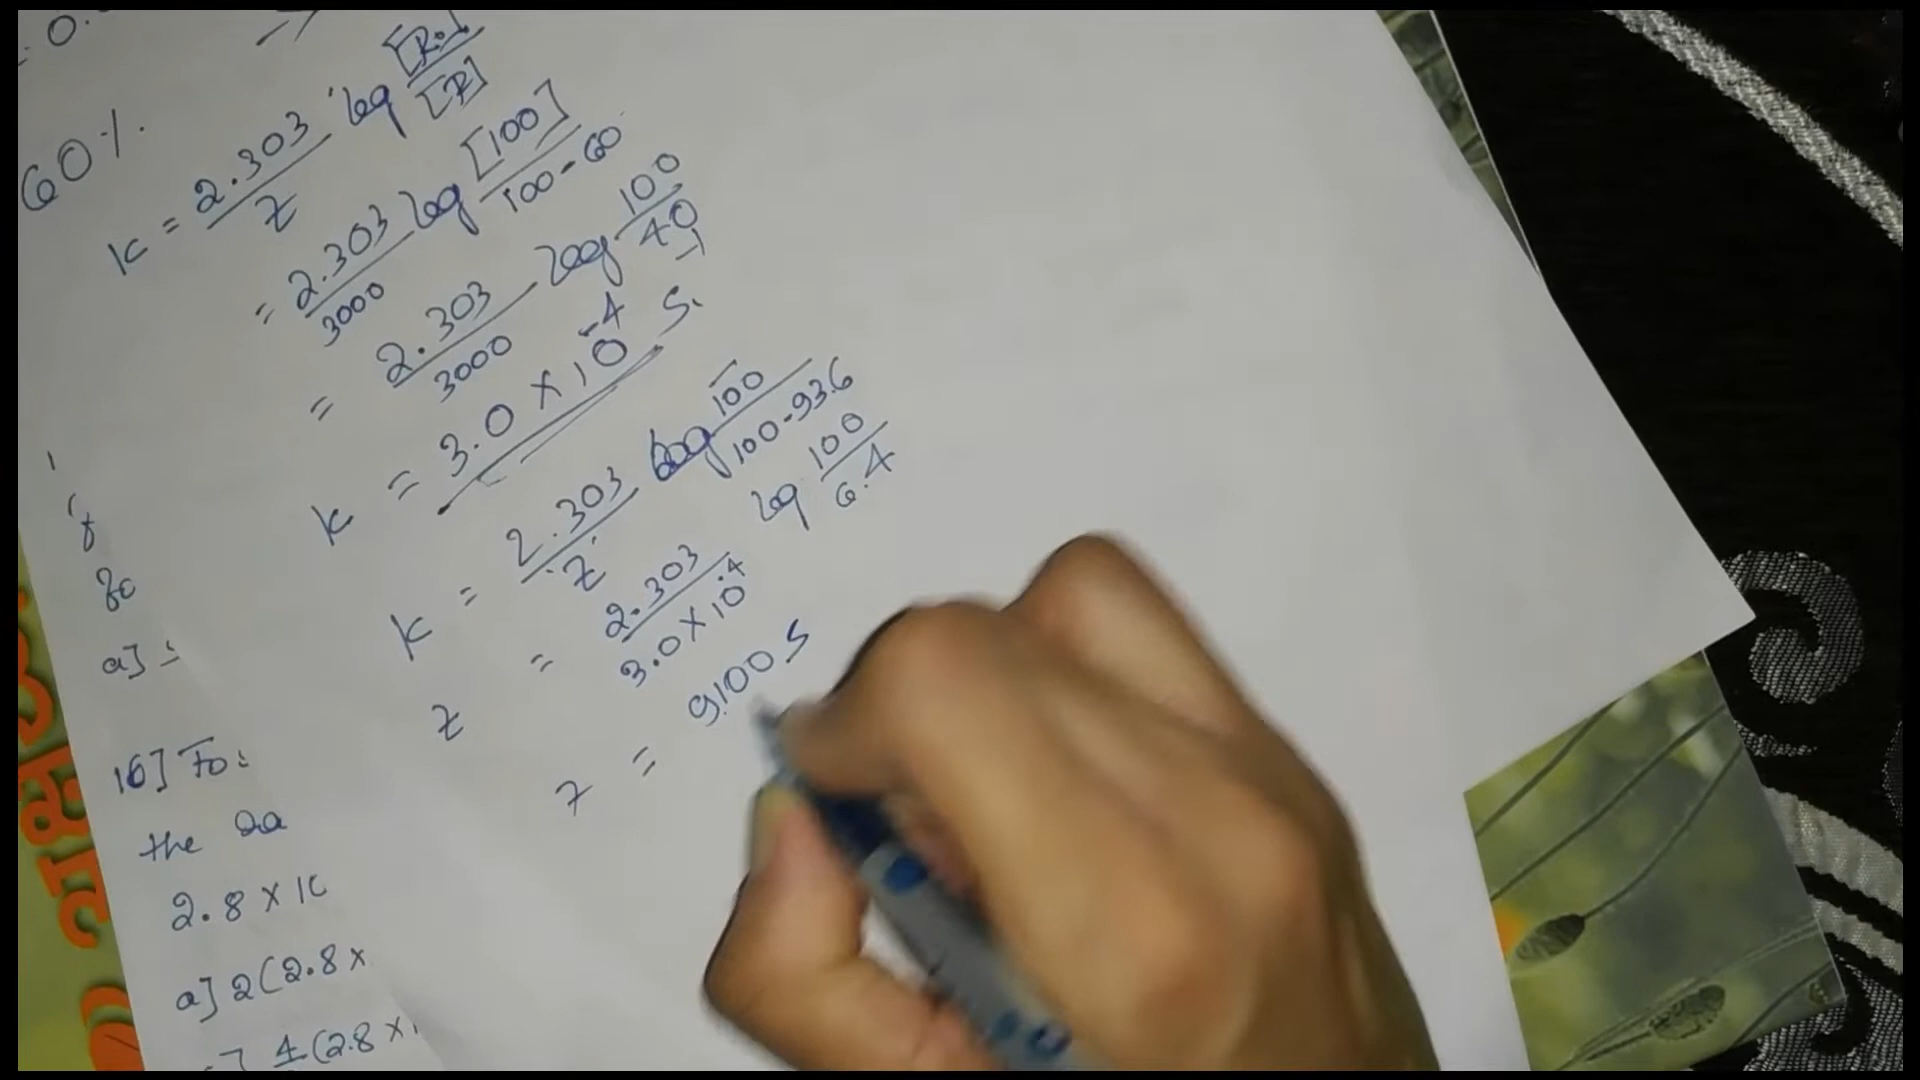 60%.
k = 2.303/t log [R0]/[R]
= 2.303/3000 log [100]/100-60
= 2.303/3000 log 100/40
k = 3.0 × 10^-4 s^-1
k = 2.303/t log 100/100-93.6
t = 2.303/3.0×10^-4 log 100/6.4
t = 9100 s
a]
16] Fo
the
2.8 × 10
a] 2(2.8 ×
4(2.8 ×